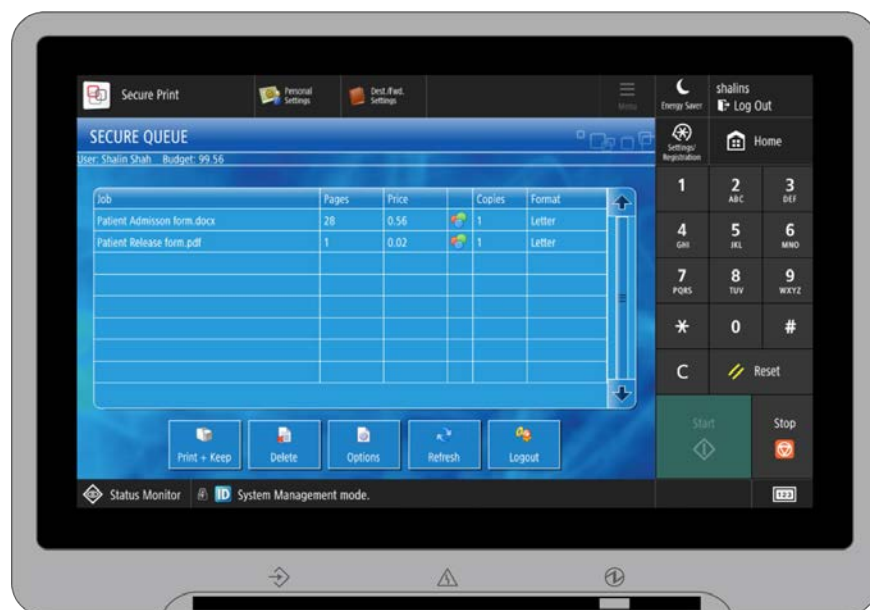 Secure Print
Personal Settings
Dest./Fwd. Settings
Menu
Energy Saver
shalins
Log Out
SECURE QUEUE
User: Shalin Shah Budget: 99.56
Settings/ Registration
Home
Job Pages Price Copies Format
Patient Admisson form.docx 28 0.56 1 Letter
Patient Release form.pdf 1 0.02 1 Letter
1
2 ABC
3 DEF
4 GHI
5 JKL
6 MNO
7 PQRS
8 TUV
9 WXYZ
* 0 #
C
Reset
Print + Keep
Delete
Options
Refresh
Logout
Start
Stop
Status Monitor
ID
System Management mode.
123